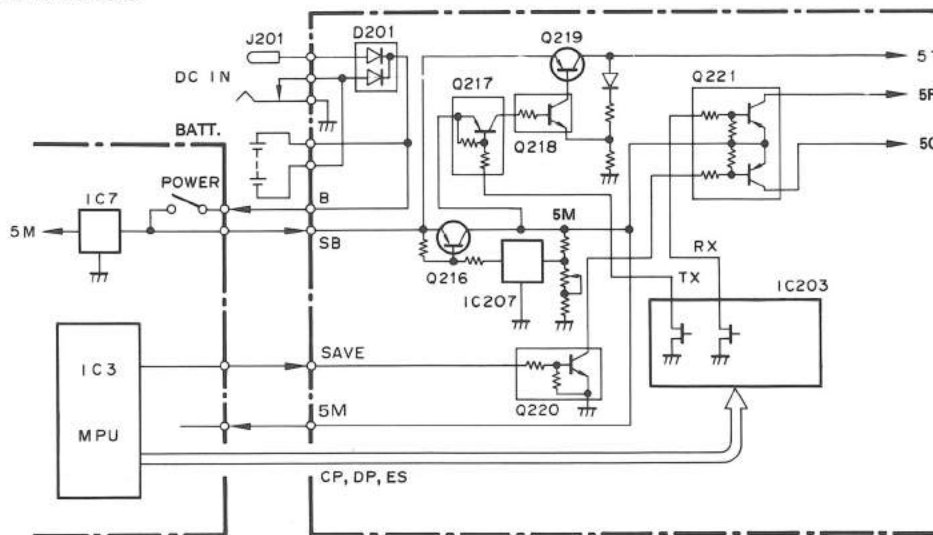 J201
D201
Q219
DC IN
Q217
Q221
Q218
BATT.
POWER
IC7
B
5M
SB
5M
Q216
IC207
RX
TX
IC203
IC3
SAVE
Q220
MPU
5M
CP, DP, ES